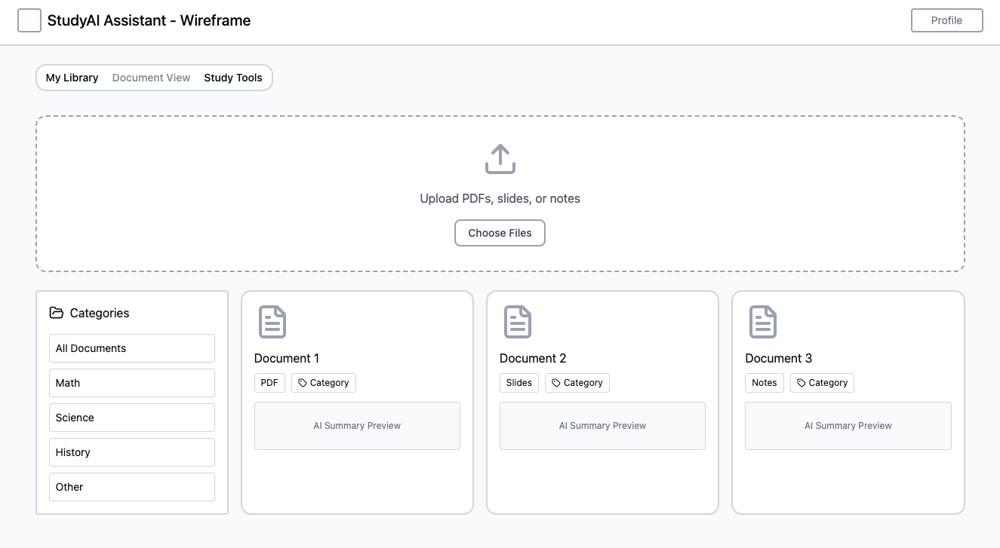 StudyAI Assistant - Wireframe
Profile
My Library Document View Study Tools
Upload PDFs, slides, or notes
Choose Files
Categories
All Documents
Math
Science
History
Other
Document 1
PDF Category
AI Summary Preview
Document 2
Slides Category
AI Summary Preview
Document 3
Notes Category
AI Summary Preview